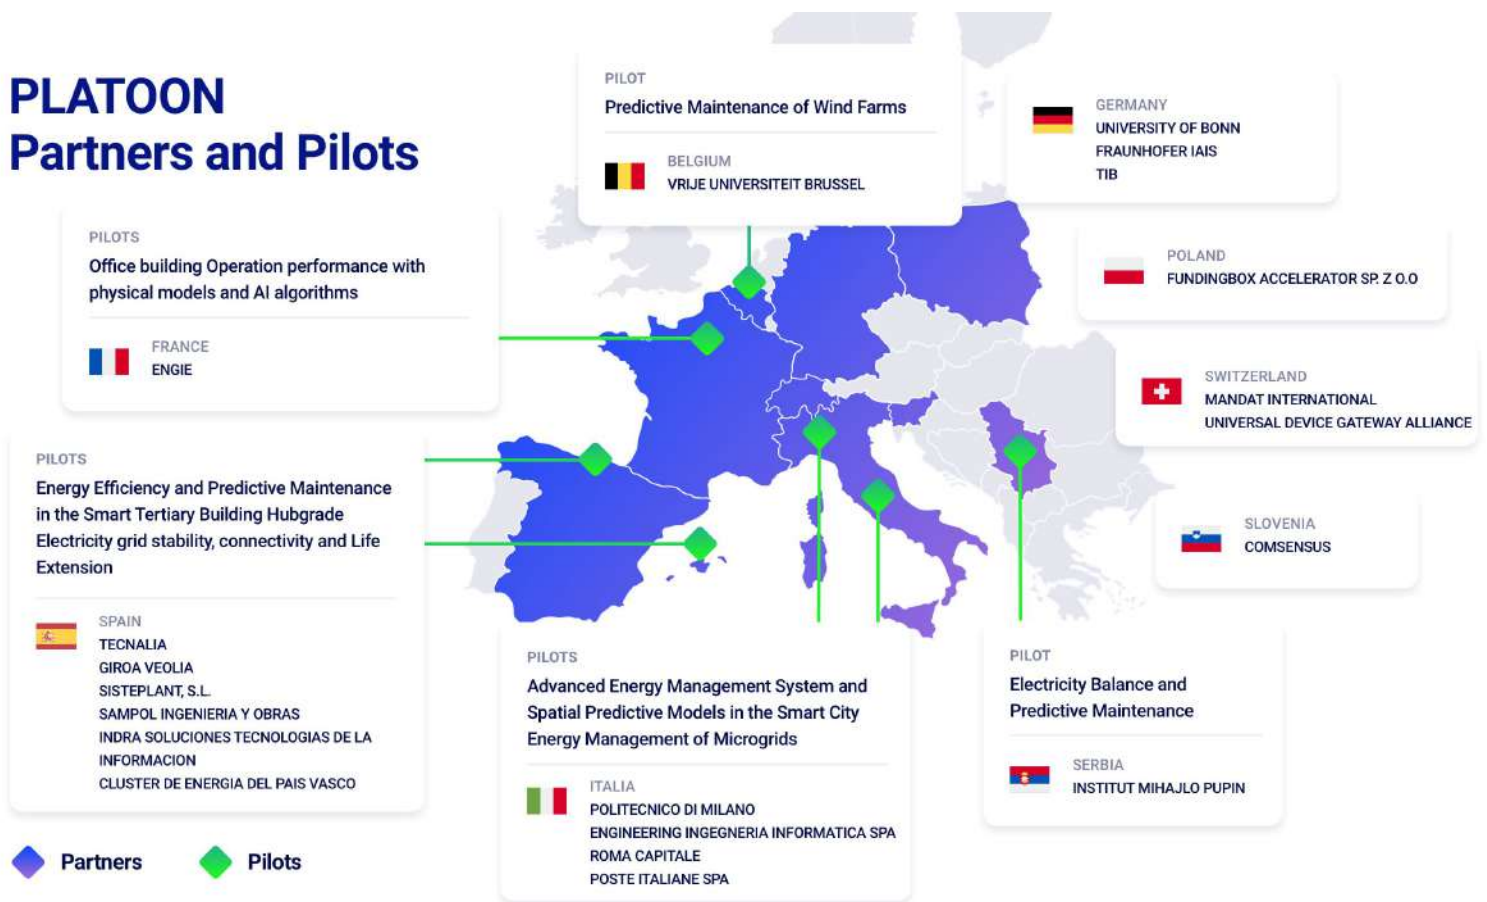 PLATOON
Partners and Pilots
PILOT
Predictive Maintenance of Wind Farms
BELGIUM
VRIJE UNIVERSITEIT BRUSSEL
GERMANY
UNIVERSITY OF BONN
FRAUNHOFER IAIS
TIB
PILOTS
Office building Operation performance with
physical models and AI algorithms
FRANCE
ENGIE
POLAND
FUNDINGBOX ACCELERATOR SP. Z O.O
SWITZERLAND
MANDAT INTERNATIONAL
UNIVERSAL DEVICE GATEWAY ALLIANCE
PILOTS
Energy Efficiency and Predictive Maintenance
in the Smart Tertiary Building Hubgrade
Electricity grid stability, connectivity and Life
Extension
SPAIN
TECNALIA
GIROA VEOLIA
SISTEPLANT, S.L.
SAMPOL INGENIERIA Y OBRAS
INDRA SOLUCIONES TECNOLOGIAS DE LA
INFORMACION
CLUSTER DE ENERGIA DEL PAIS VASCO
SLOVENIA
COMSENSUS
PILOTS
Advanced Energy Management System and
Spatial Predictive Models in the Smart City
Energy Management of Microgrids
ITALIA
POLITECNICO DI MILANO
ENGINEERING INGEGNERIA INFORMATICA SPA
ROMA CAPITALE
POSTE ITALIANE SPA
PILOT
Electricity Balance and
Predictive Maintenance
SERBIA
INSTITUT MIHAJLO PUPIN
Partners
Pilots